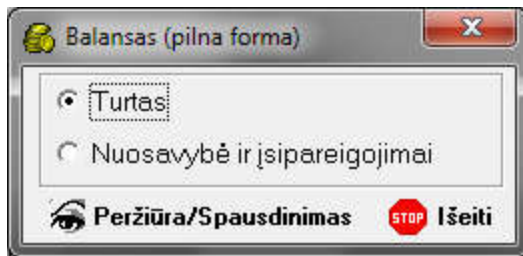 Balansas (pilna forma)
Turtas
Nuosavybė ir įsipareigojimai
Peržiūra/Spausdinimas STOP Išeiti